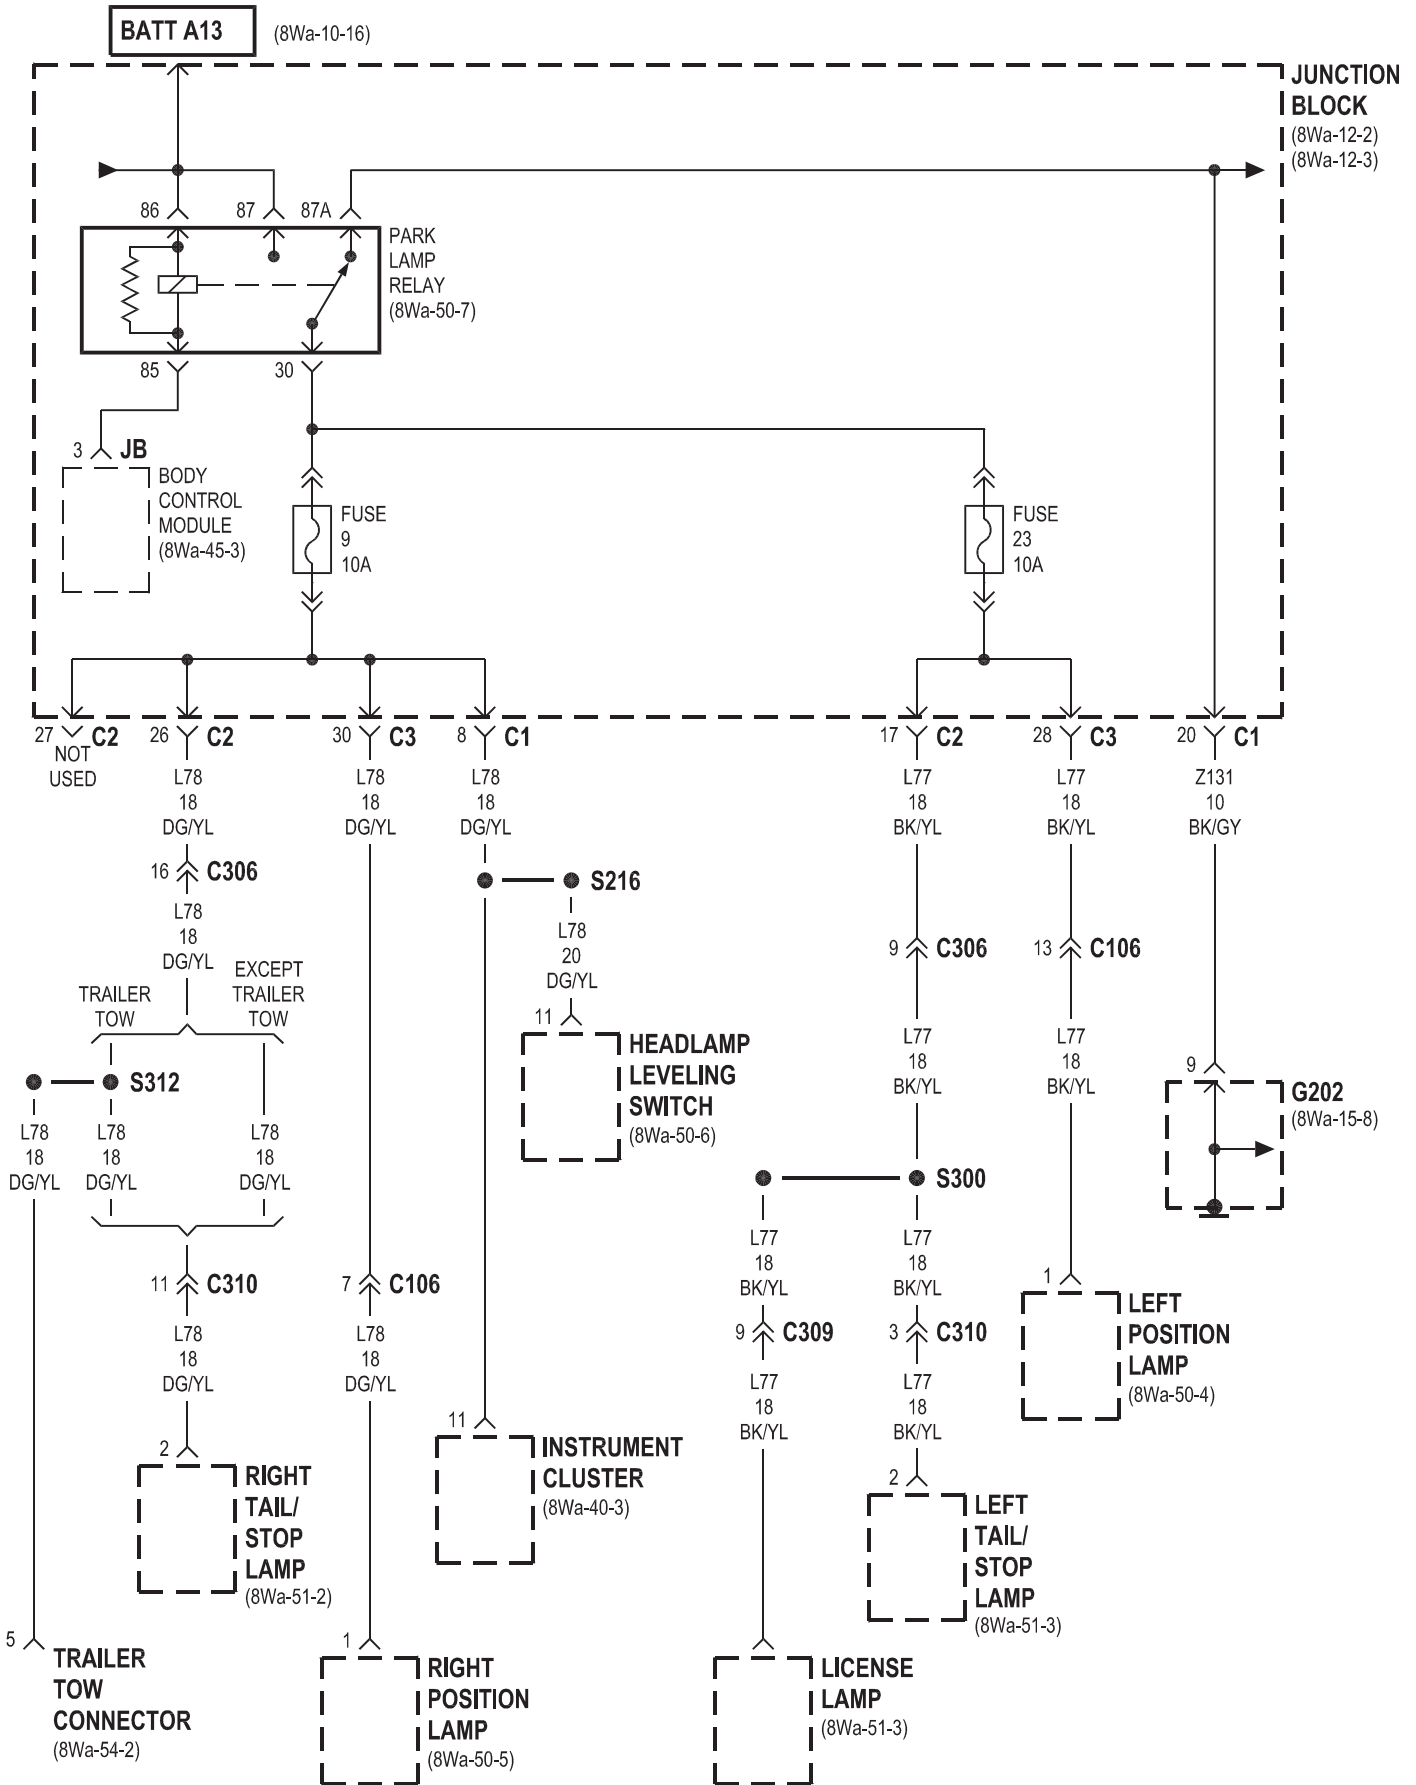 BATT A13
(8Wa-10-16)
JUNCTION
BLOCK
(8Wa-12-2)
(8Wa-12-3)
86
87
87A
PARK
LAMP
RELAY
(8Wa-50-7)
85
30
3
JB
BODY
CONTROL
MODULE
(8Wa-45-3)
FUSE
9
10A
FUSE
23
10A
27
C2
NOT
USED
26
C2
30
C3
8
C1
17
C2
28
C3
20
C1
L78
18
DG/YL
L78
18
DG/YL
L78
18
DG/YL
L77
18
BK/YL
L77
18
BK/YL
Z131
10
BK/GY
16
C306
S216
L78
18
DG/YL
L78
20
DG/YL
9
C306
13
C106
TRAILER
TOW
EXCEPT
TRAILER
TOW
11
HEADLAMP
LEVELING
SWITCH
(8Wa-50-6)
L77
18
BK/YL
L77
18
BK/YL
9
G202
(8Wa-15-8)
S312
L78
18
DG/YL
L78
18
DG/YL
L78
18
DG/YL
S300
L77
18
BK/YL
L77
18
BK/YL
11
C310
7
C106
1
LEFT
POSITION
LAMP
(8Wa-50-4)
L78
18
DG/YL
L78
18
DG/YL
9
C309
3
C310
L77
18
BK/YL
L77
18
BK/YL
2
RIGHT
TAIL/
STOP
LAMP
(8Wa-51-2)
11
INSTRUMENT
CLUSTER
(8Wa-40-3)
2
LEFT
TAIL/
STOP
LAMP
(8Wa-51-3)
5
TRAILER
TOW
CONNECTOR
(8Wa-54-2)
1
RIGHT
POSITION
LAMP
(8Wa-50-5)
LICENSE
LAMP
(8Wa-51-3)